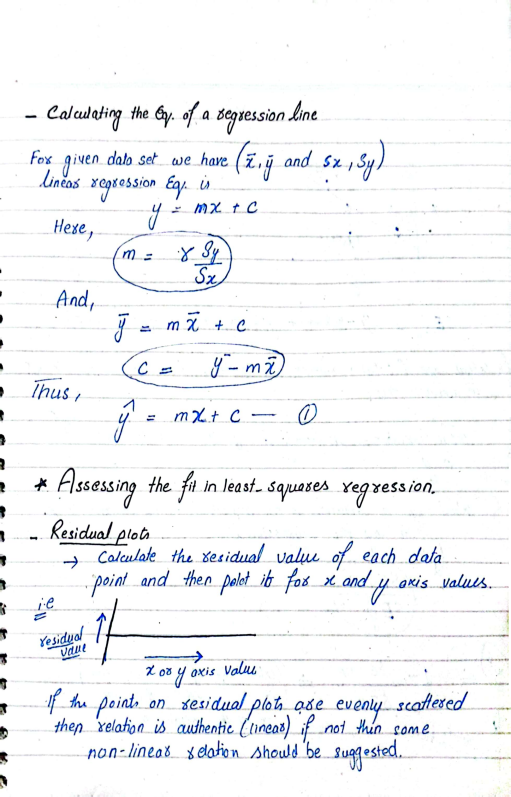 - Calculating the Eq. of a regression line
For given data set we have (x̄, ȳ and Sx, Sy)
linear regression Eq. is
y = mx + c
Here,
m = r Sy/Sx
And,
ȳ = m x̄ + c
c = ȳ - m x̄
Thus,
ŷ = mx + c — ①
* Assessing the fit in least-squares regression.
- Residual plots
→ Calculate the residual value of each data
point and then polot it for x and y axis values.
i.e
residual value
x or y axis value
If the points on residual plots are evenly scattered
then relation is authentic (linear) if not then some
non-linear relation should be suggested.